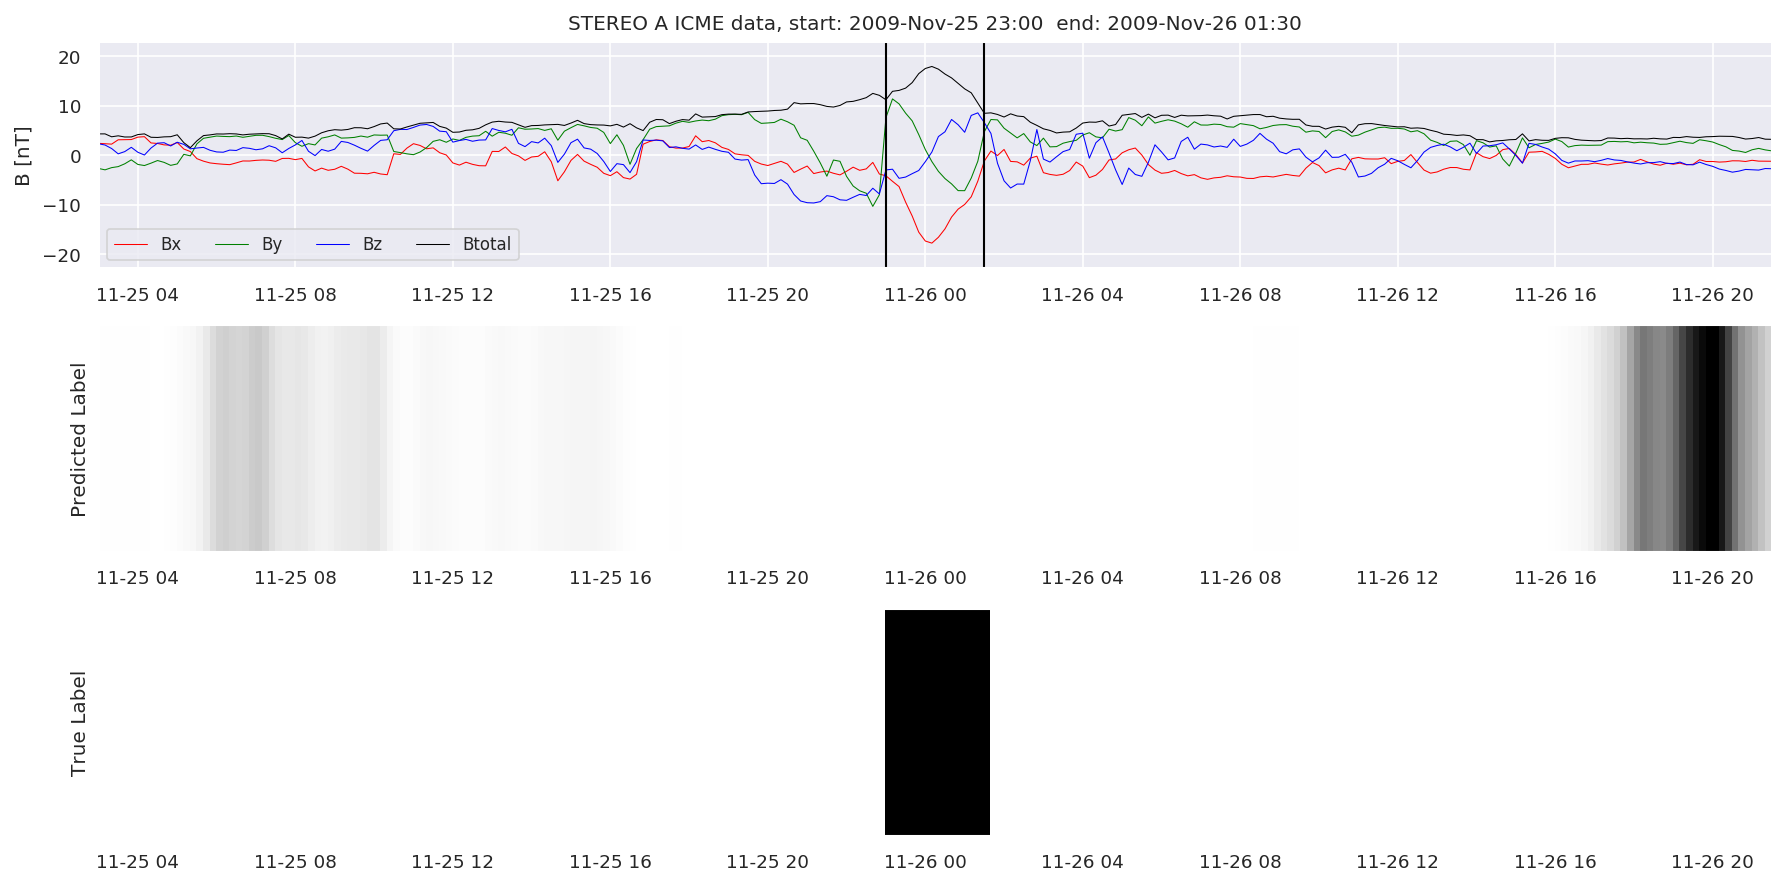 STEREO A ICME data, start: 2009-Nov-25 23:00  end: 2009-Nov-26 01:30
B [nT]
20
10
0
−10
−20
Bx By Bz Btotal
11-25 04 11-25 08 11-25 12 11-25 16 11-25 20 11-26 00 11-26 04 11-26 08 11-26 12 11-26 16 11-26 20
Predicted Label
11-25 04 11-25 08 11-25 12 11-25 16 11-25 20 11-26 00 11-26 04 11-26 08 11-26 12 11-26 16 11-26 20
True Label
11-25 04 11-25 08 11-25 12 11-25 16 11-25 20 11-26 00 11-26 04 11-26 08 11-26 12 11-26 16 11-26 20